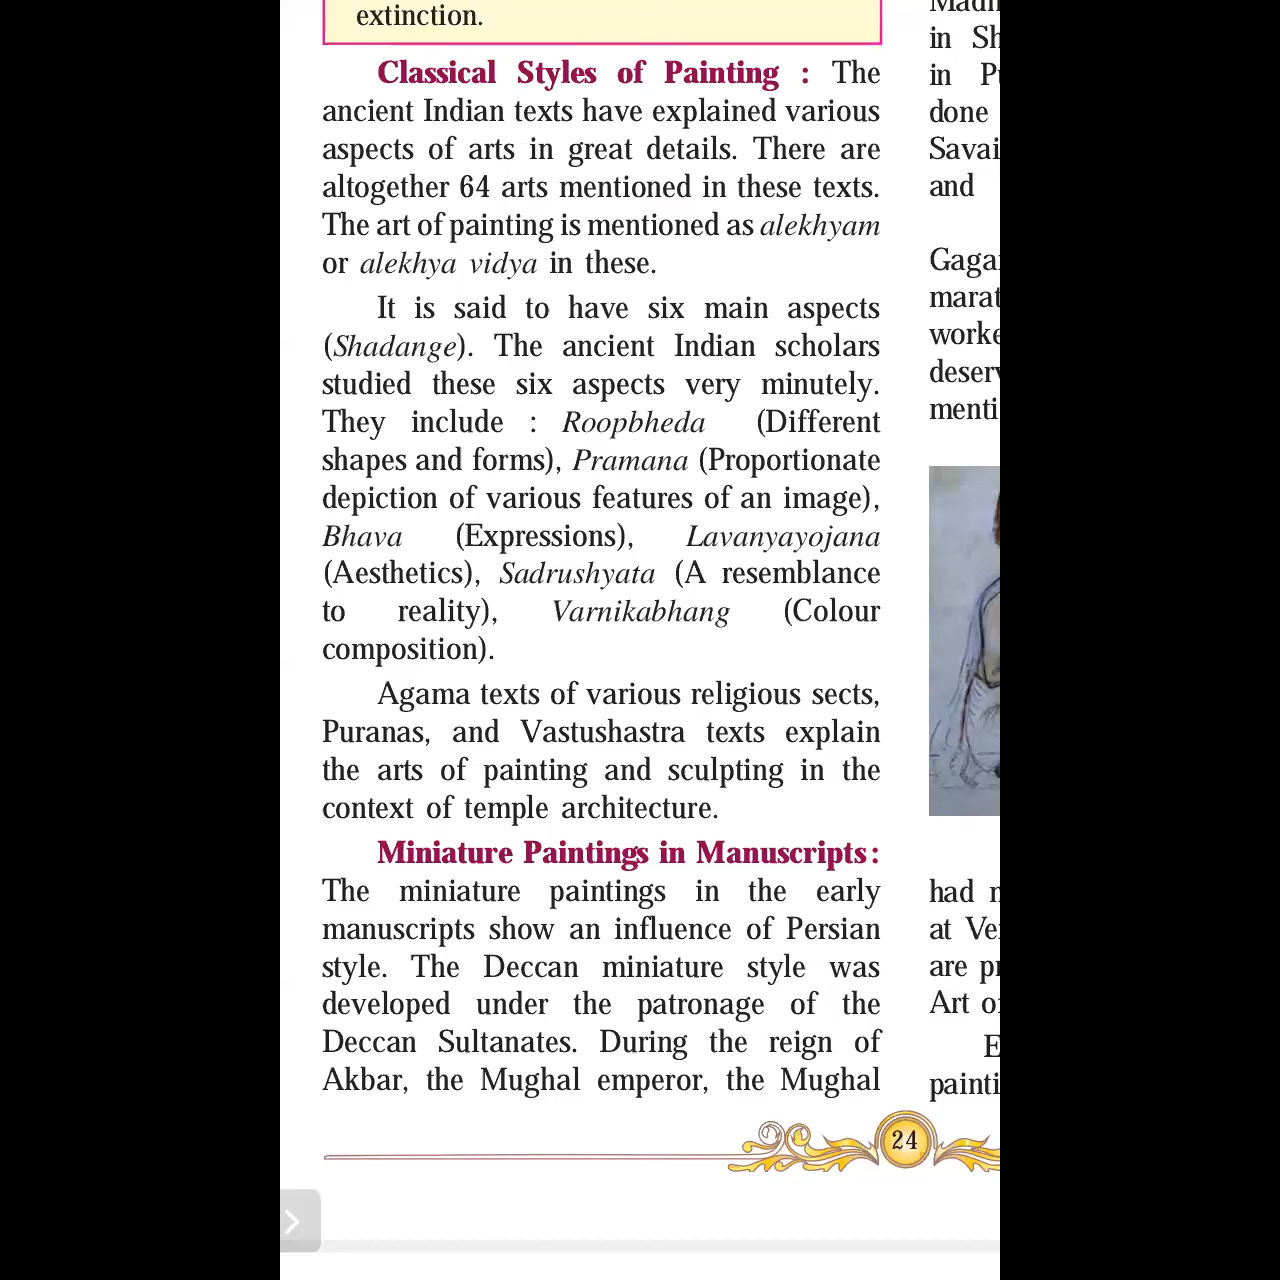 extinction.
Classical Styles of Painting : The
ancient Indian texts have explained various
aspects of arts in great details. There are
altogether 64 arts mentioned in these texts.
The art of painting is mentioned as alekhyam
or alekhya vidya in these.
It is said to have six main aspects
(Shadange). The ancient Indian scholars
studied these six aspects very minutely.
They include : Roopbheda (Different
shapes and forms), Pramana (Proportionate
depiction of various features of an image),
Bhava (Expressions), Lavanyayojana
(Aesthetics), Sadrushyata (A resemblance
to reality), Varnikabhang (Colour
composition).
Agama texts of various religious sects,
Puranas, and Vastushastra texts explain
the arts of painting and sculpting in the
context of temple architecture.
Miniature Paintings in Manuscripts:
The miniature paintings in the early
manuscripts show an influence of Persian
style. The Deccan miniature style was
developed under the patronage of the
Deccan Sultanates. During the reign of
Akbar, the Mughal emperor, the Mughal
in
in
done
Savai
and
Gaga
marat
worke
deserv
menti
had
at
are
Art
painti
24